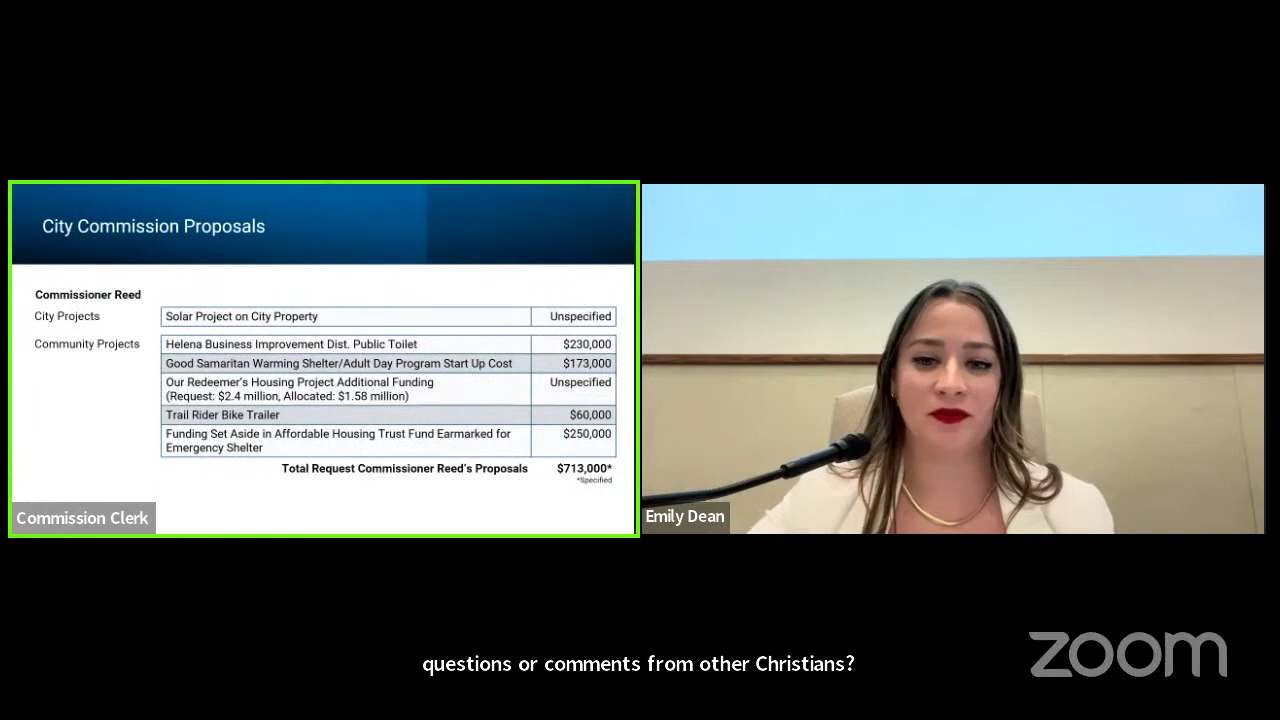 City Commission Proposals
Commissioner Reed
City Projects
Solar Project on City Property
Unspecified
Community Projects
Helena Business Improvement Dist. Public Toilet
$230,000
Good Samaritan Warming Shelter/Adult Day Program Start Up Cost
$173,000
Our Redeemer's Housing Project Additional Funding
(Request: $2.4 million, Allocated: $1.58 million)
Unspecified
Trail Rider Bike Trailer
$60,000
Funding Set Aside in Affordable Housing Trust Fund Earmarked for
Emergency Shelter
$250,000
Total Request Commissioner Reed's Proposals
$713,000*
*Specified
Commission Clerk
Emily Dean
questions or comments from other Christians?
zoom